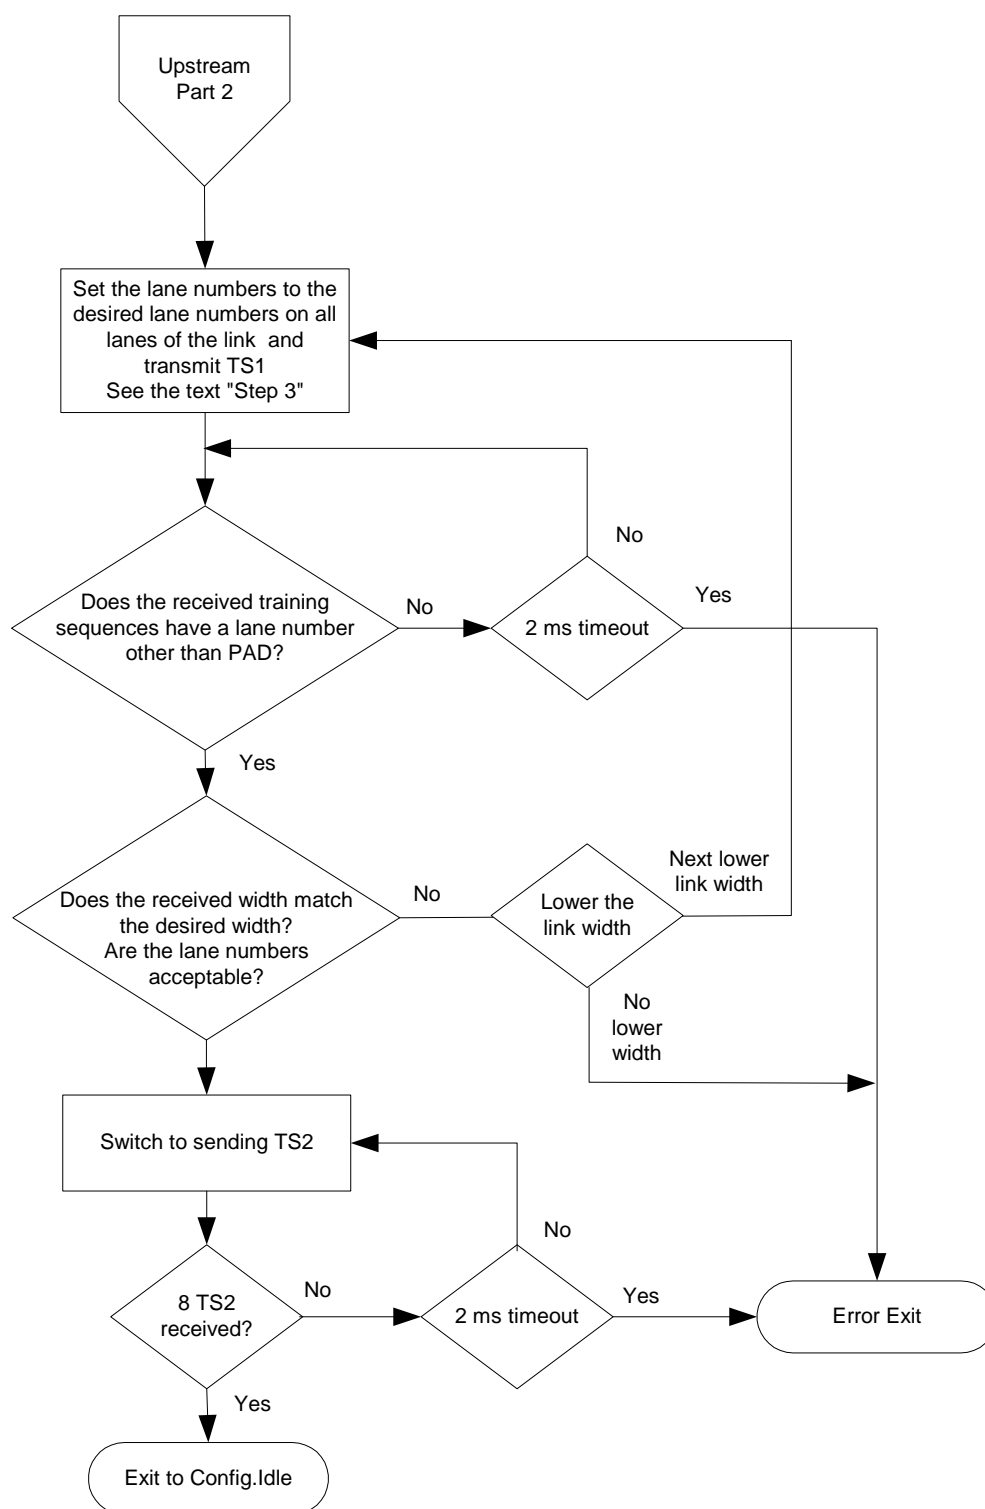 Upstream
Part 2
Set the lane numbers to the
desired lane numbers on all
lanes of the link and
transmit TS1
See the text "Step 3"
No
Yes
Does the received training
sequences have a lane number
other than PAD?
No
2 ms timeout
Yes
Next lower
link width
Does the received width match
the desired width?
Are the lane numbers
acceptable?
No
Lower the
link width
No
lower
width
Switch to sending TS2
No
8 TS2
received?
No
2 ms timeout
Yes
Error Exit
Yes
Exit to Config.Idle